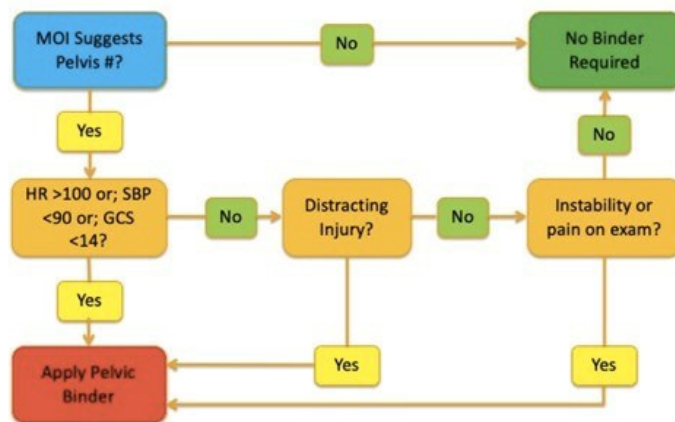 MOI Suggests
Pelvis #?
No
No Binder
Required
Yes
No
HR >100 or; SBP
<90 or; GCS
<14?
No
Distracting
Injury?
No
Instability or
pain on exam?
Yes
Apply Pelvic
Binder
Yes
Yes